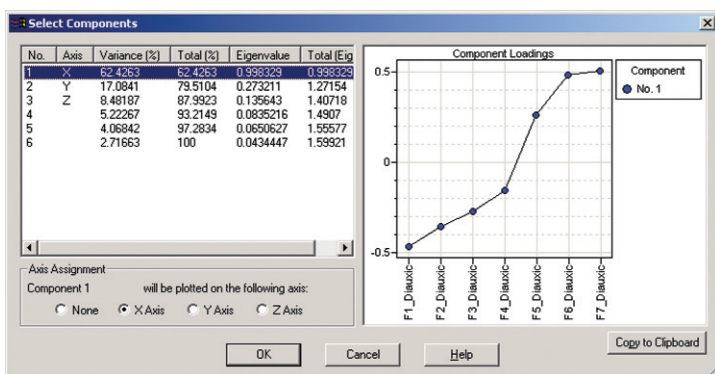 Select Components
No. Axis Variance (%) Total (%) Eigenvalue Total (Eig
1 X 62.4263 62.4263 0.998329 0.998329
2 Y 17.0841 79.5104 0.273211 1.27154
3 Z 8.48187 87.9923 0.135643 1.40718
4 5.22267 93.2149 0.0835216 1.4907
5 4.06842 97.2834 0.0650627 1.55577
6 2.71663 100 0.0434447 1.59921
Component Loadings
0.5
0
-0.5
F1_Diauxic
F2_Diauxic
F3_Diauxic
F4_Diauxic
F5_Diauxic
F6_Diauxic
F7_Diauxic
Component
No. 1
Axis Assignment
Component 1 will be plotted on the following axis:
None X Axis Y Axis Z Axis
Copy to Clipboard
OK Cancel Help